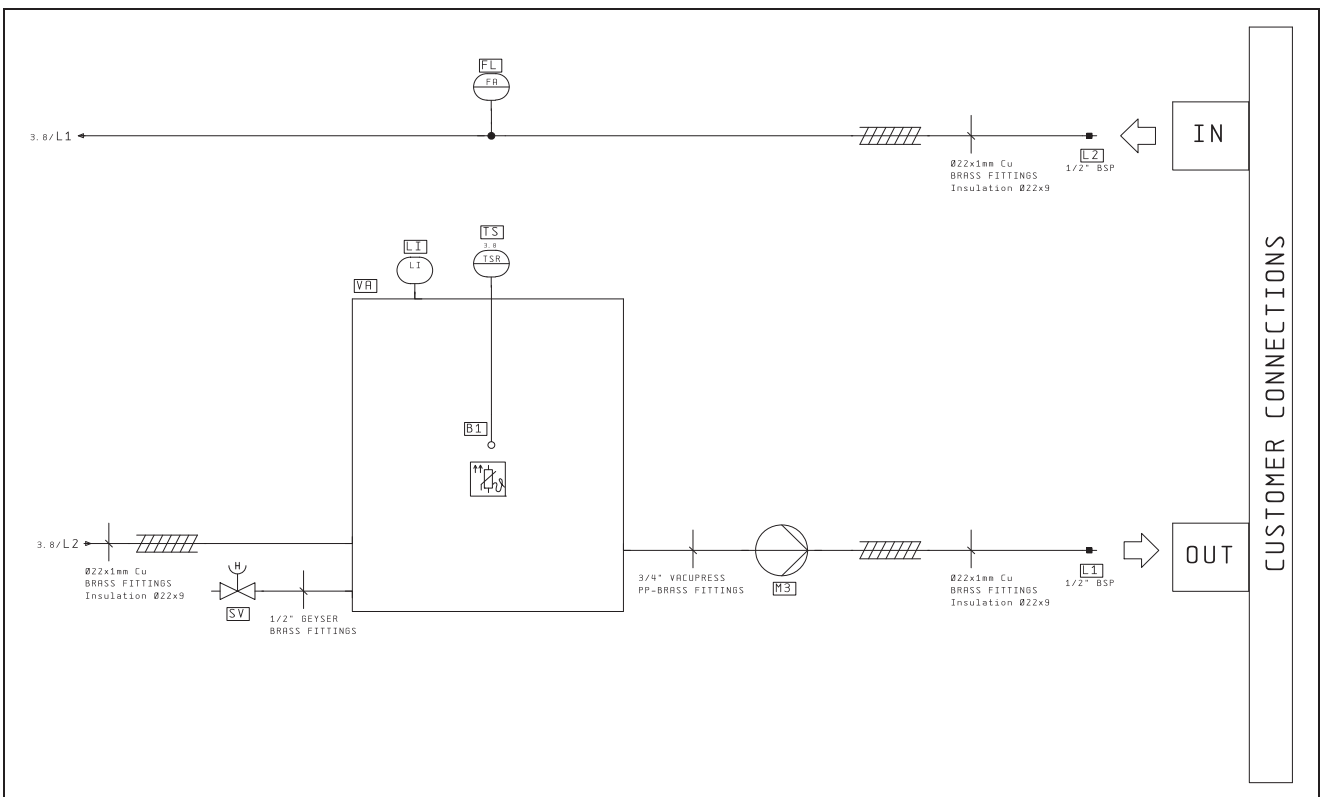 FL
FA
3.8/L1
IN
L2
1/2" BSP
Ø22x1mm Cu
BRASS FITTINGS
Insulation Ø22x9
CUSTOMER CONNECTIONS
TS
3.8
TSR
LI
LI
VA
B1
3.8/L2
Ø22x1mm Cu
BRASS FITTINGS
Insulation Ø22x9
H
SV
1/2" GEYSER
BRASS FITTINGS
3/4" VACUPRESS
PP-BRASS FITTINGS
M3
Ø22x1mm Cu
BRASS FITTINGS
Insulation Ø22x9
L1
1/2" BSP
OUT